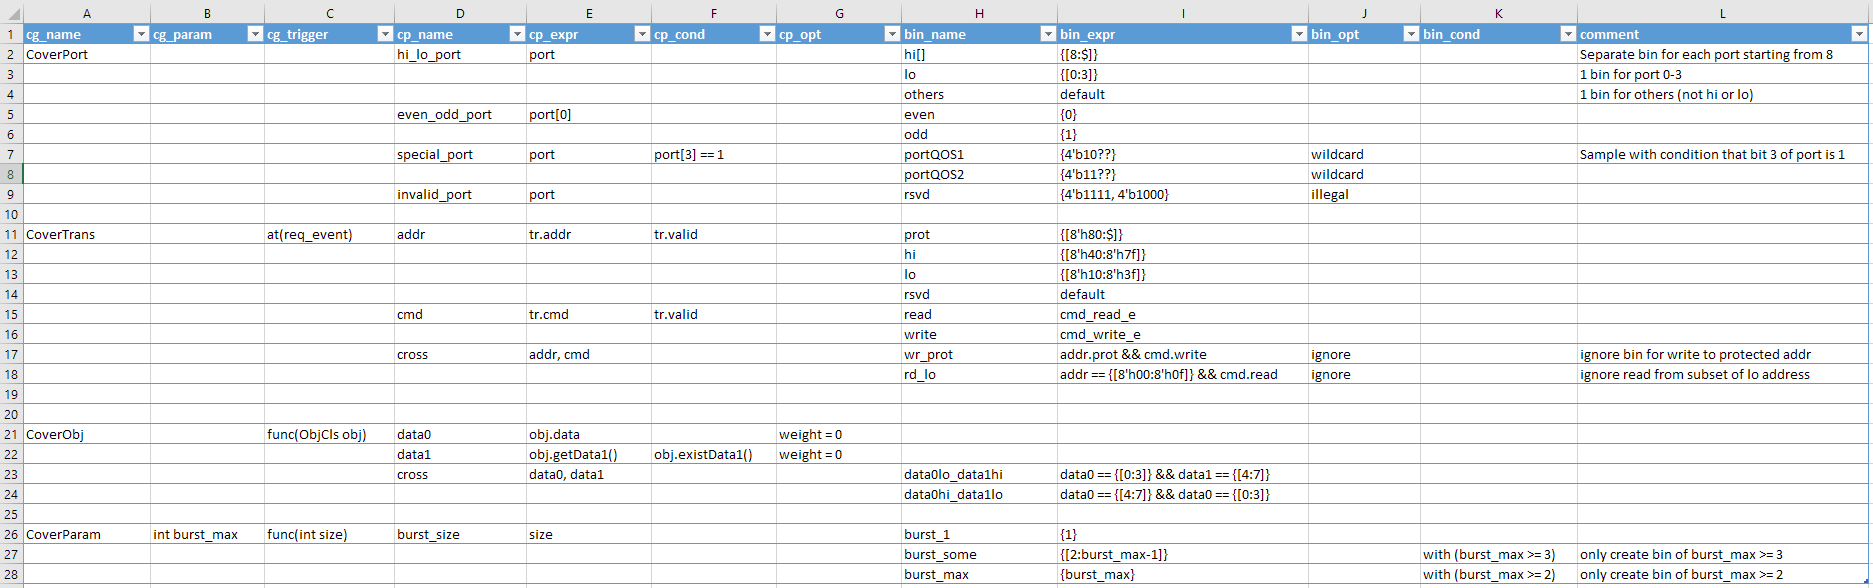 A B C D E F G H I J K L
1 cg_name cg_param cg_trigger cp_name cp_expr cp_cond cp_opt bin_name bin_expr bin_opt bin_cond comment
2 CoverPort hi_lo_port port hi[] {[8:$]} Separate bin for each port starting from 8
3 lo {[0:3]} 1 bin for port 0-3
4 others default 1 bin for others (not hi or lo)
5 even_odd_port port[0] even {0}
6 odd {1}
7 special_port port port[3] == 1 portQOS1 {4'b10??} wildcard Sample with condition that bit 3 of port is 1
8 portQOS2 {4'b11??} wildcard
9 invalid_port port rsvd {4'b1111, 4'b1000} illegal
10
11 CoverTrans at(req_event) addr tr.addr tr.valid prot {[8'h80:$]}
12 hi {[8'h40:8'h7f]}
13 lo {[8'h10:8'h3f]}
14 rsvd default
15 cmd tr.cmd tr.valid read cmd_read_e
16 write cmd_write_e
17 cross addr, cmd wr_prot addr.prot && cmd.write ignore ignore bin for write to protected addr
18 rd_lo addr == {[8'h00:8'h0f]} && cmd.read ignore ignore read from subset of lo address
19
20
21 CoverObj func(ObjCls obj) data0 obj.data weight = 0
22 data1 obj.getData1() obj.existData1() weight = 0
23 cross data0, data1 data0lo_data1hi data0 == {[0:3]} && data1 == {[4:7]}
24 data0hi_data1lo data0 == {[4:7]} && data0 == {[0:3]}
25
26 CoverParam int burst_max func(int size) burst_size size burst_1 {1}
27 burst_some {[2:burst_max-1]} with (burst_max >= 3) only create bin of burst_max >= 3
28 burst_max {burst_max} with (burst_max >= 2) only create bin of burst_max >= 2